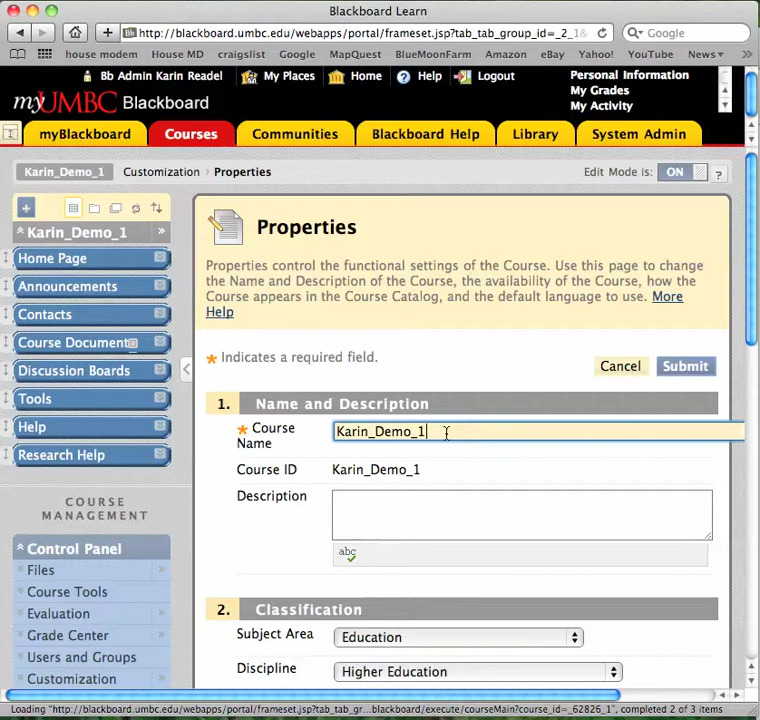 Blackboard Learn
http://blackboard.umbc.edu/webapps/portal/frameset.jsp?tab_tab_group_id=_2_1&
Google
house modem House MD craigslist Google MapQuest BlueMoonFarm Amazon eBay Yahoo! YouTube News
Bb Admin Karin Readel My Places Home Help Logout
Personal Information
My Grades
My Activity
myUMBC Blackboard
myBlackboard Courses Communities Blackboard Help Library System Admin
Karin_Demo_1 Customization > Properties Edit Mode is: ON ?
Karin_Demo_1
Home Page
Announcements
Contacts
Course Documents
Discussion Boards
Tools
Help
Research Help
COURSE
MANAGEMENT
Control Panel
Files
Course Tools
Evaluation
Grade Center
Users and Groups
Customization
Properties
Properties control the functional settings of the Course. Use this page to change
the Name and Description of the Course, the availability of the Course, how the
Course appears in the Course Catalog, and the default language to use. More
Help
* Indicates a required field.
Cancel Submit
1. Name and Description
* Course
Name
Karin_Demo_1
Course ID Karin_Demo_1
Description
abc
2. Classification
Subject Area Education
Discipline Higher Education
Loading "http://blackboard.umbc.edu/webapps/portal/frameset.jsp?tab_tab_gr...blackboard/execute/courseMain?course_id=_62826_1", completed 2 of 3 items